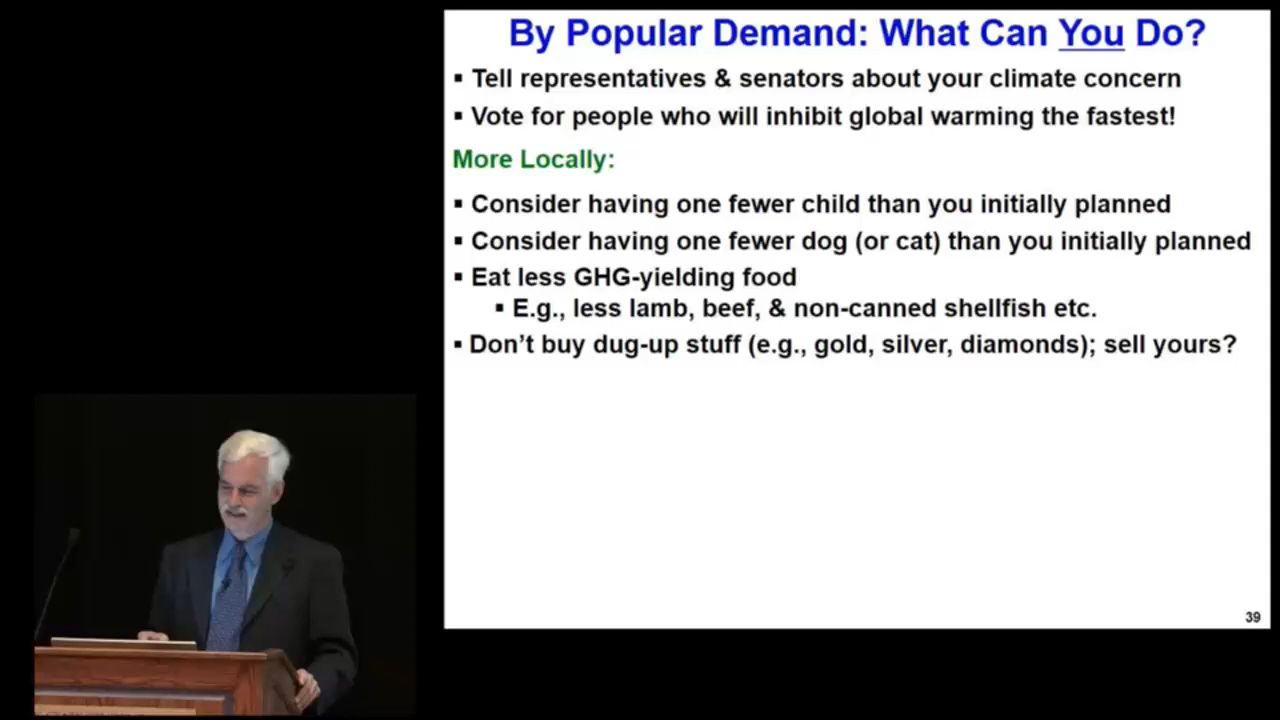 By Popular Demand: What Can You Do?
▪ Tell representatives & senators about your climate concern
▪ Vote for people who will inhibit global warming the fastest!
More Locally:
▪ Consider having one fewer child than you initially planned
▪ Consider having one fewer dog (or cat) than you initially planned
▪ Eat less GHG-yielding food
▪ E.g., less lamb, beef, & non-canned shellfish etc.
▪ Don't buy dug-up stuff (e.g., gold, silver, diamonds); sell yours?
39